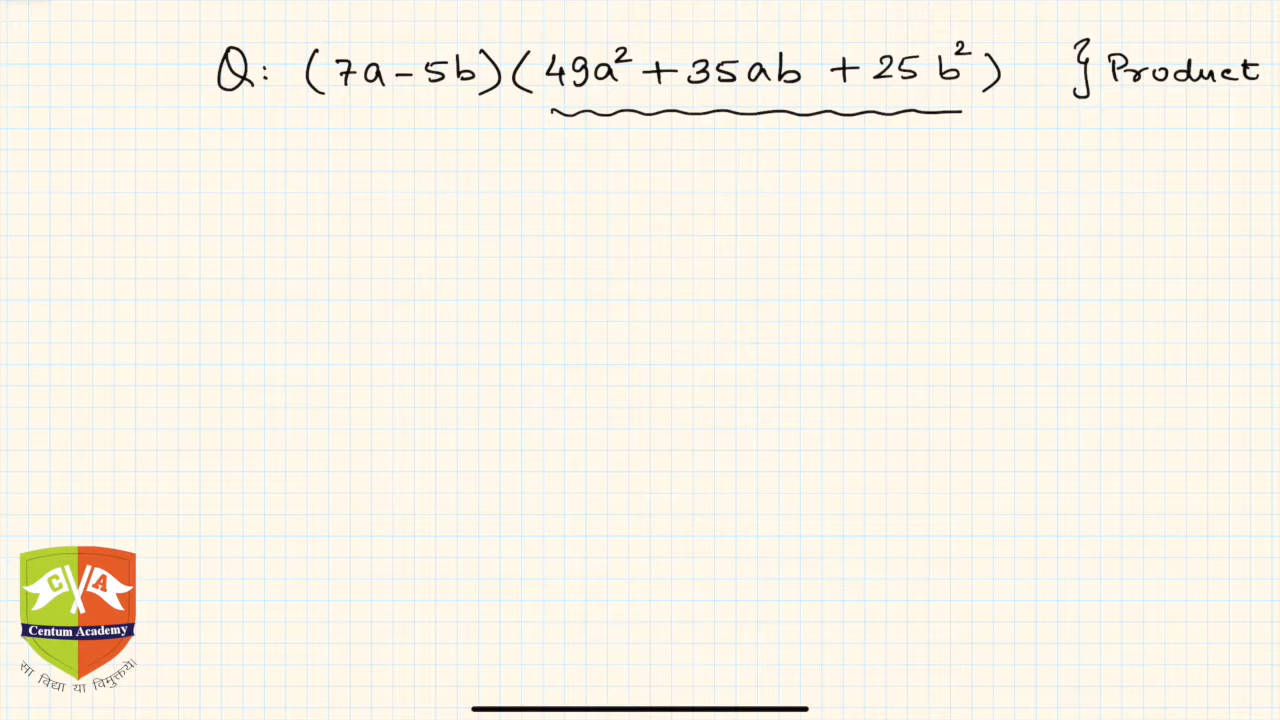 Q: (7a - 5b)(49a² + 35ab + 25b²) } Product
C A
Centum Academy
सा विद्या या विमुक्तये।